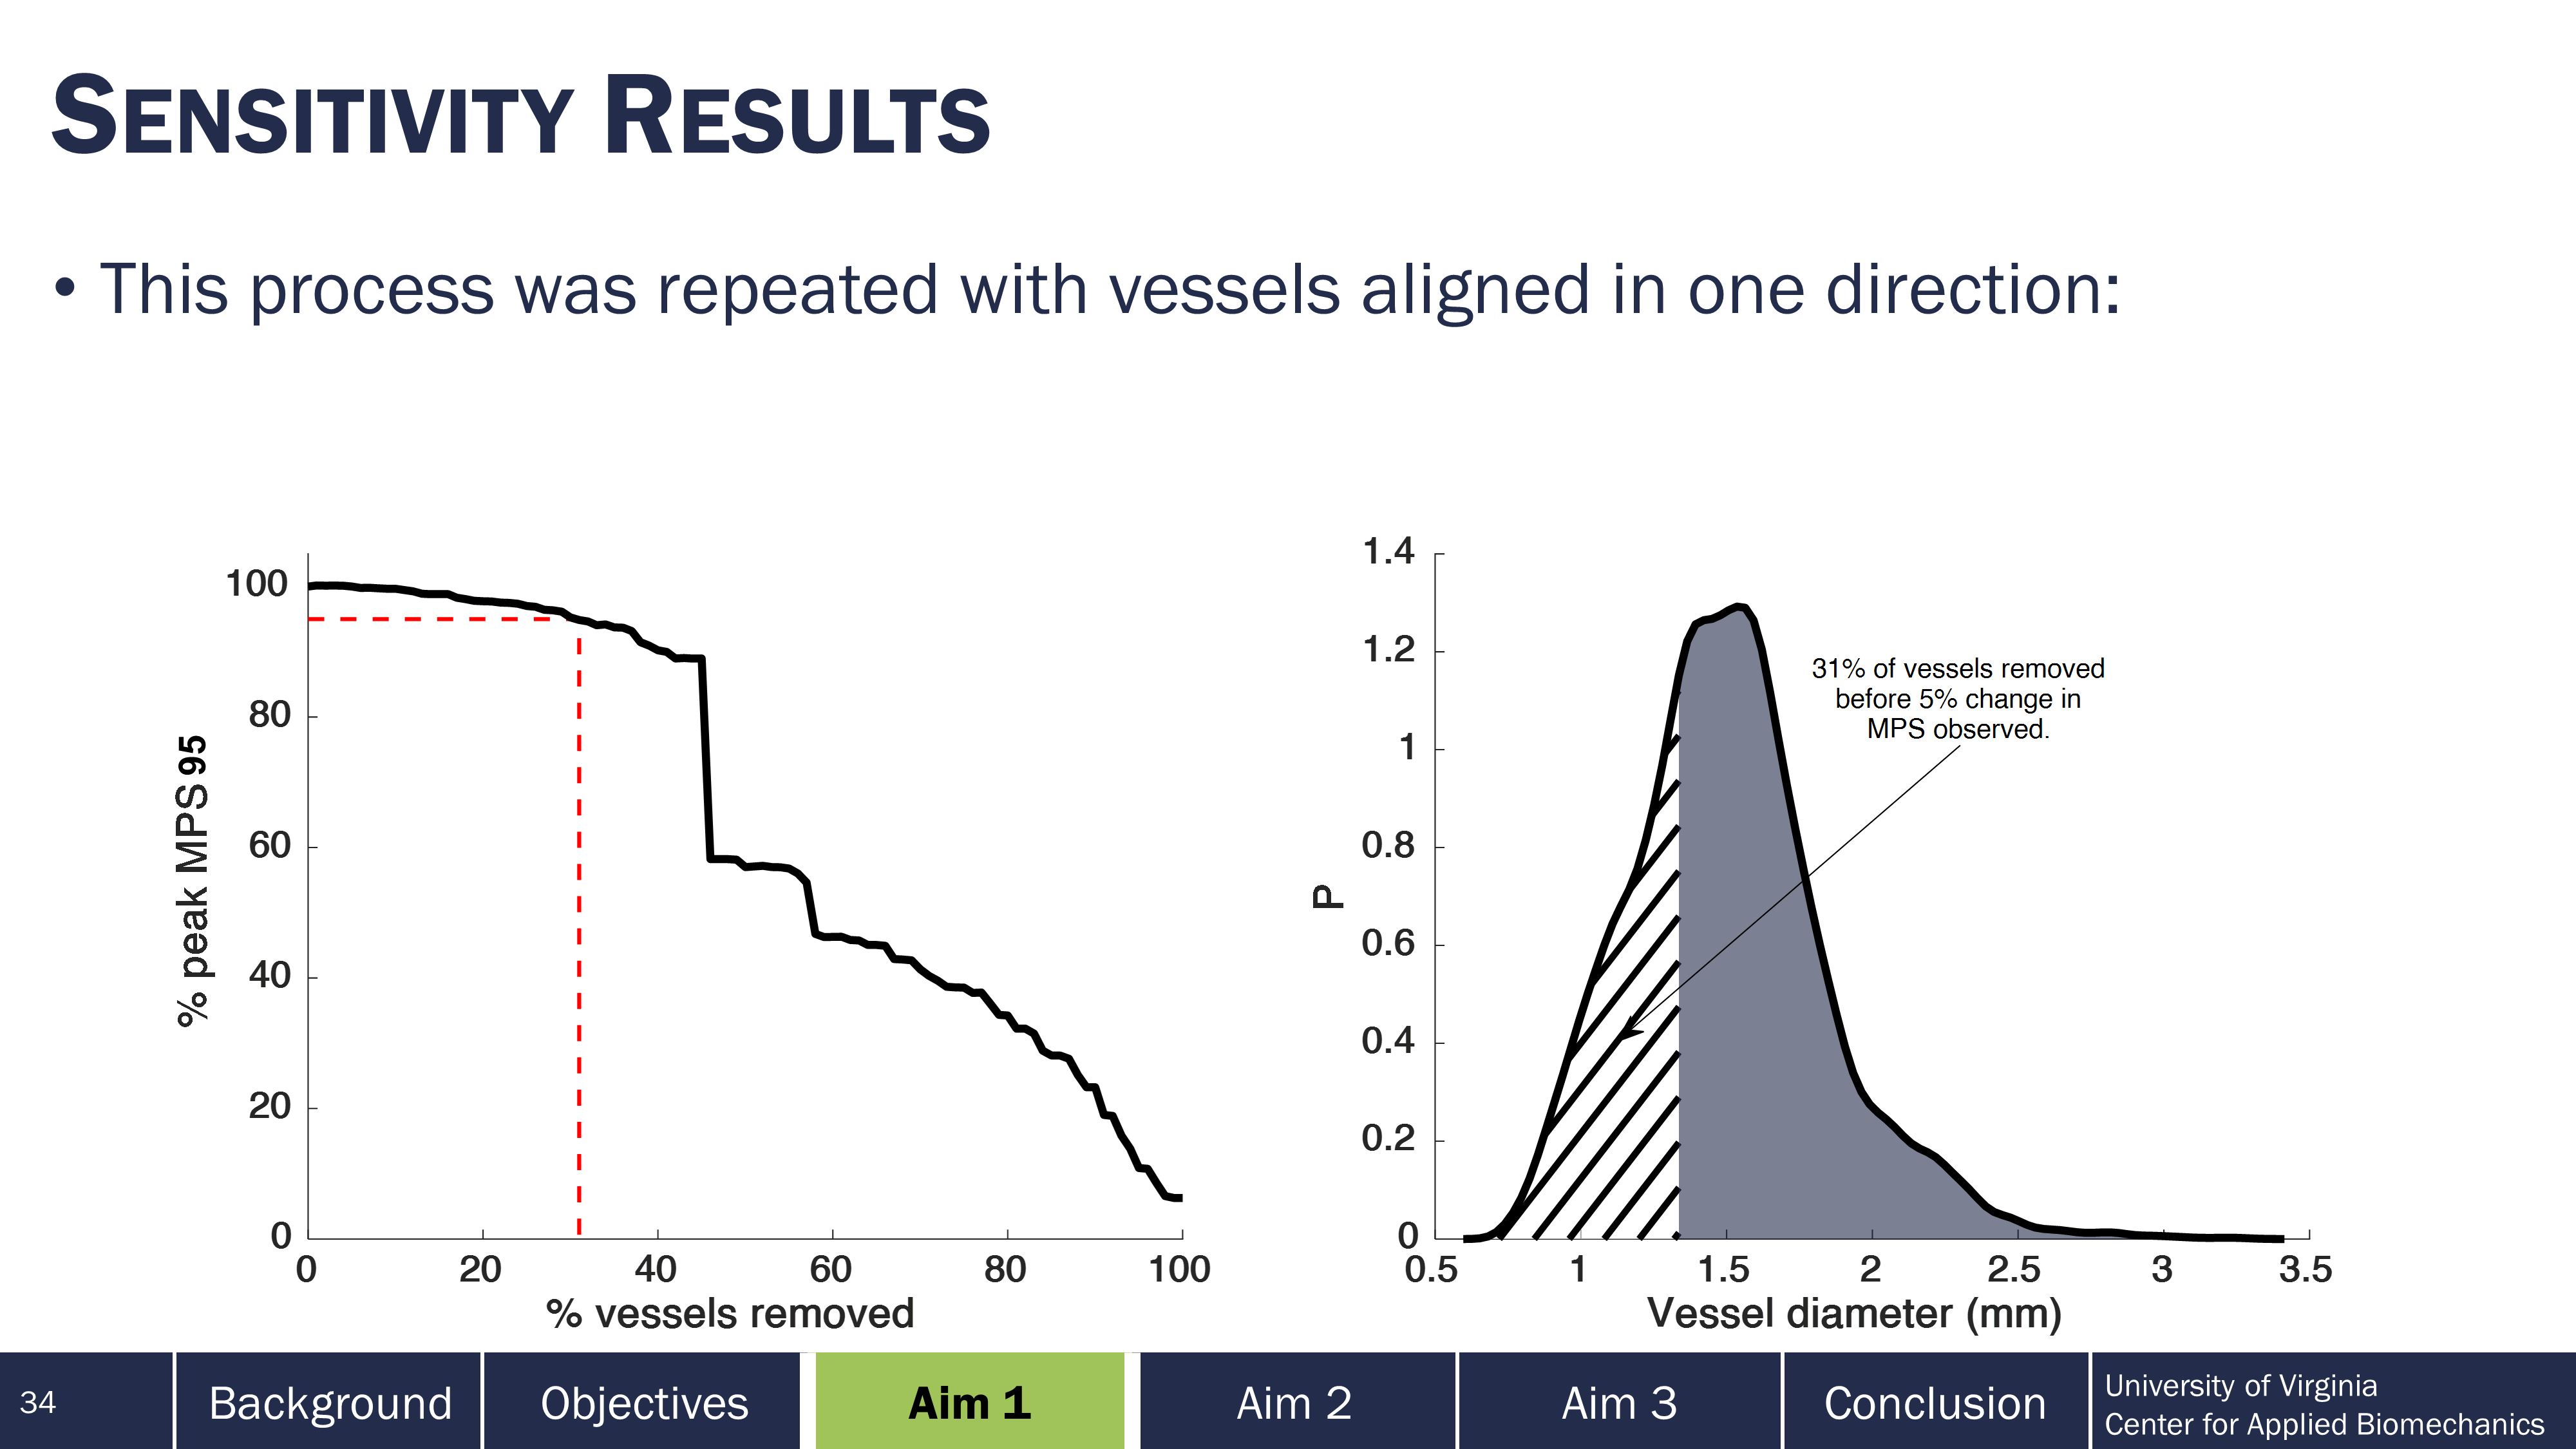 SENSITIVITY RESULTS
• This process was repeated with vessels aligned in one direction:
100
80
60
40
20
0
% peak MPS 95
0 20 40 60 80 100
% vessels removed
1.4
1.2
1
0.8
0.6
0.4
0.2
0
P
31% of vessels removed
before 5% change in
MPS observed.
0.5 1 1.5 2 2.5 3 3.5
Vessel diameter (mm)
34
Background
Objectives
Aim 1
Aim 2
Aim 3
Conclusion
University of Virginia
Center for Applied Biomechanics